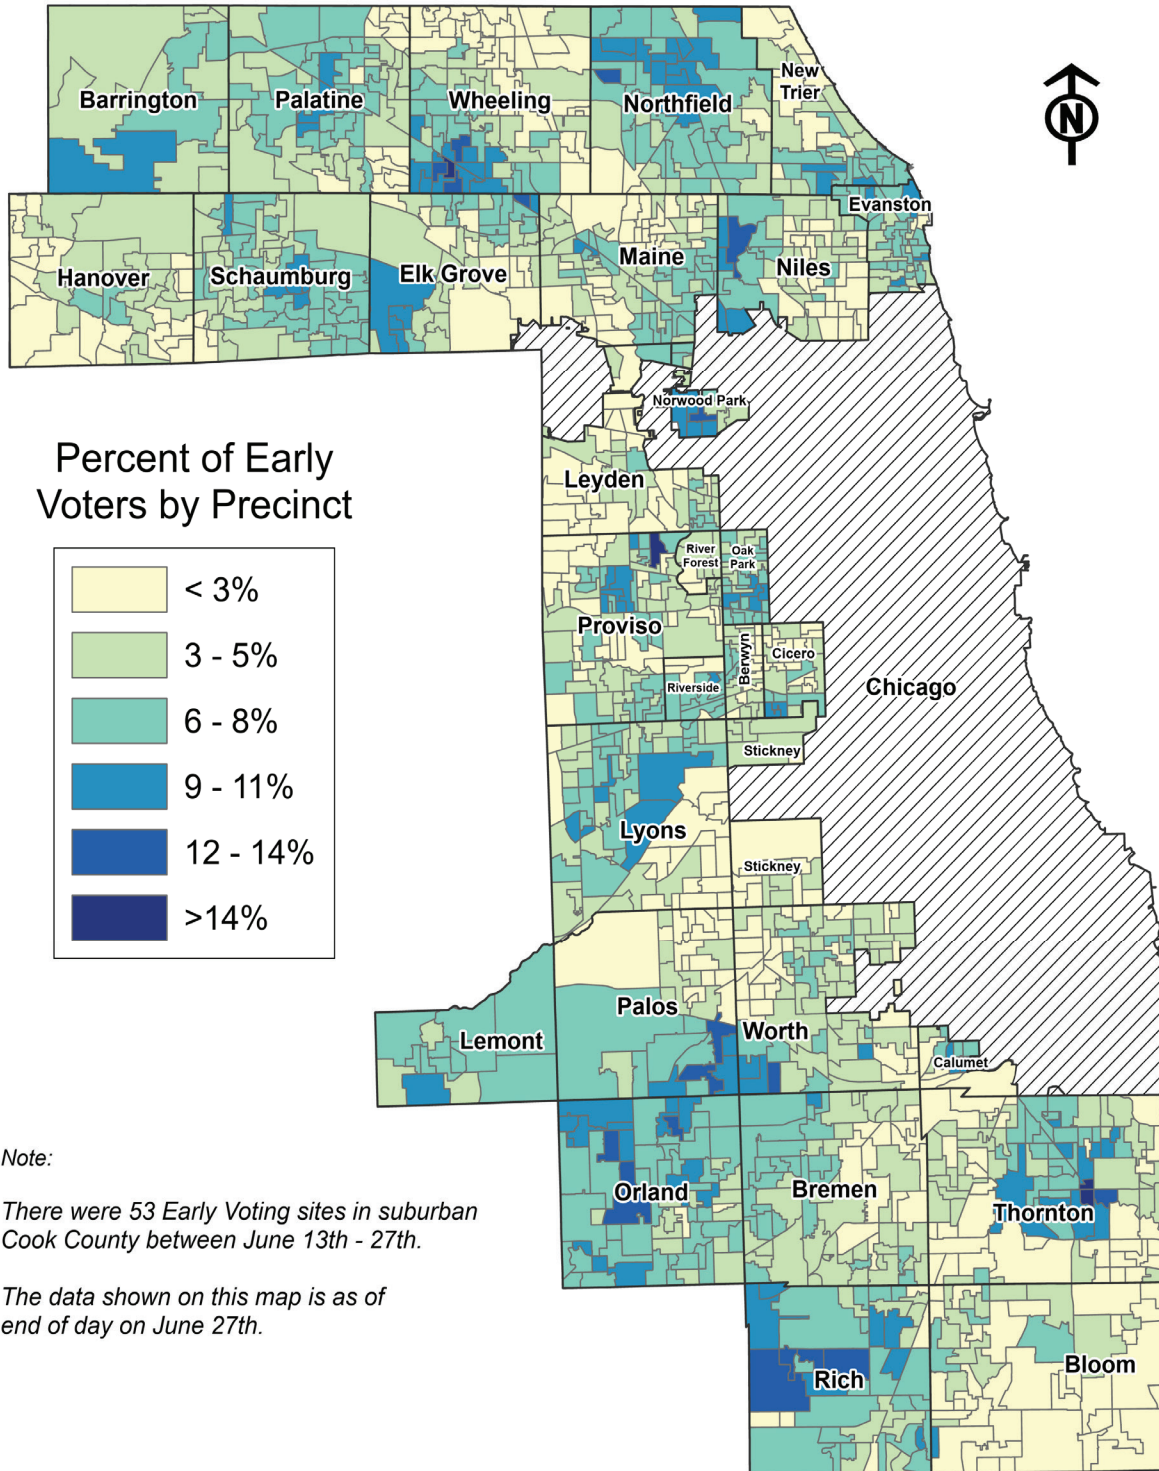 Barrington
Palatine
Wheeling
Northfield
New
Trier
N
Evanston
Hanover
Schaumburg
Elk Grove
Maine
Niles
Norwood Park
Percent of Early
Voters by Precinct
< 3%
3 - 5%
6 - 8%
9 - 11%
12 - 14%
>14%
Leyden
River
Forest
Oak
Park
Proviso
Berwyn
Cicero
Riverside
Chicago
Stickney
Lyons
Stickney
Palos
Worth
Lemont
Calumet
Note:
There were 53 Early Voting sites in suburban
Cook County between June 13th - 27th.
The data shown on this map is as of
end of day on June 27th.
Orland
Bremen
Thornton
Rich
Bloom